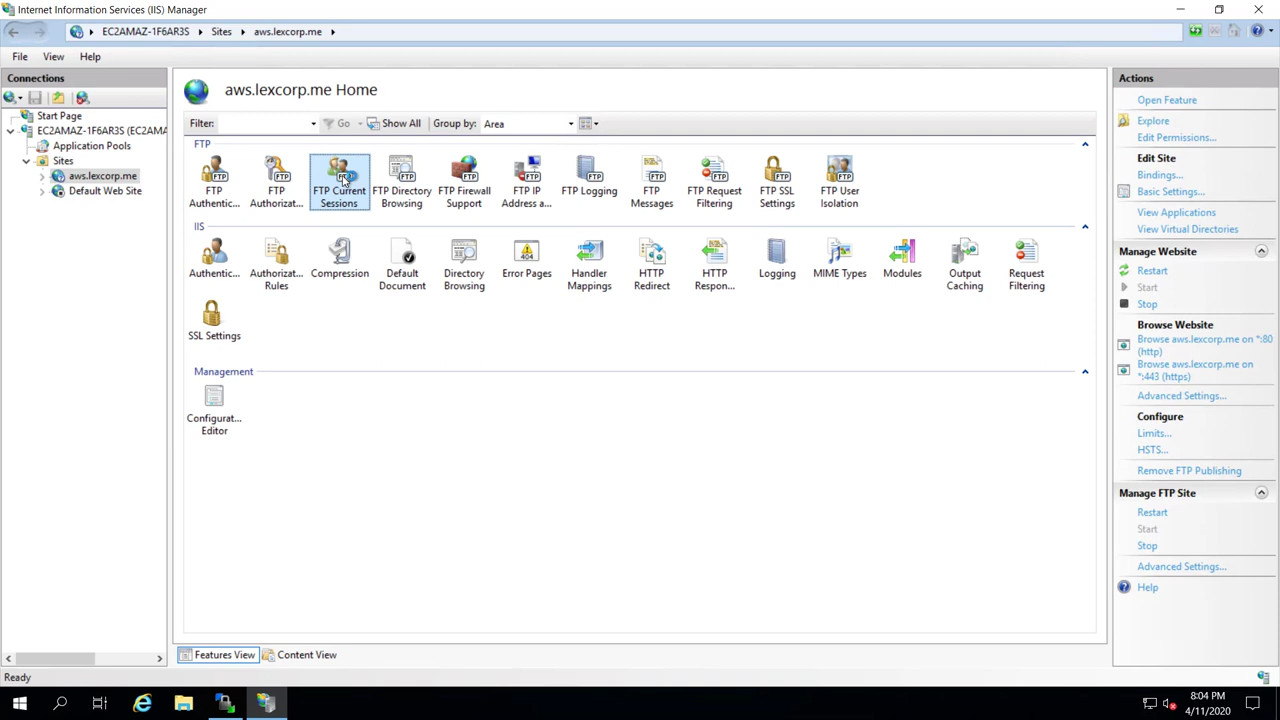 Internet Information Services (IIS) Manager
EC2AMAZ-1F6AR3S
Sites
aws.lexcorp.me
File View Help
Connections
Start Page
EC2AMAZ-1F6AR3S (EC2AMA
Application Pools
Sites
aws.lexcorp.me
Default Web Site
aws.lexcorp.me Home
Filter:
Go
Show All
Group by:
Area
FTP
FTP
Authentic...
FTP
Authorizat...
FTP Current
Sessions
FTP Directory
Browsing
FTP Firewall
Support
FTP IP
Address a...
FTP Logging
FTP
Messages
FTP Request
Filtering
FTP SSL
Settings
FTP User
Isolation
IIS
Authentic...
Authorizat...
Rules
Compression
Default
Document
Directory
Browsing
404
Error Pages
Handler
Mappings
HTTP
Redirect
HTTP
Respon...
Logging
MIME Types
Modules
Output
Caching
Request
Filtering
SSL Settings
Management
Configurat...
Editor
Features View
Content View
Actions
Open Feature
Explore
Edit Permissions...
Edit Site
Bindings...
Basic Settings...
View Applications
View Virtual Directories
Manage Website
Restart
Start
Stop
Browse Website
Browse aws.lexcorp.me on *:80
(http)
Browse aws.lexcorp.me on
*:443 (https)
Advanced Settings...
Configure
Limits...
HSTS...
Remove FTP Publishing
Manage FTP Site
Restart
Start
Stop
Advanced Settings...
Help
Ready
8:04 PM
4/11/2020